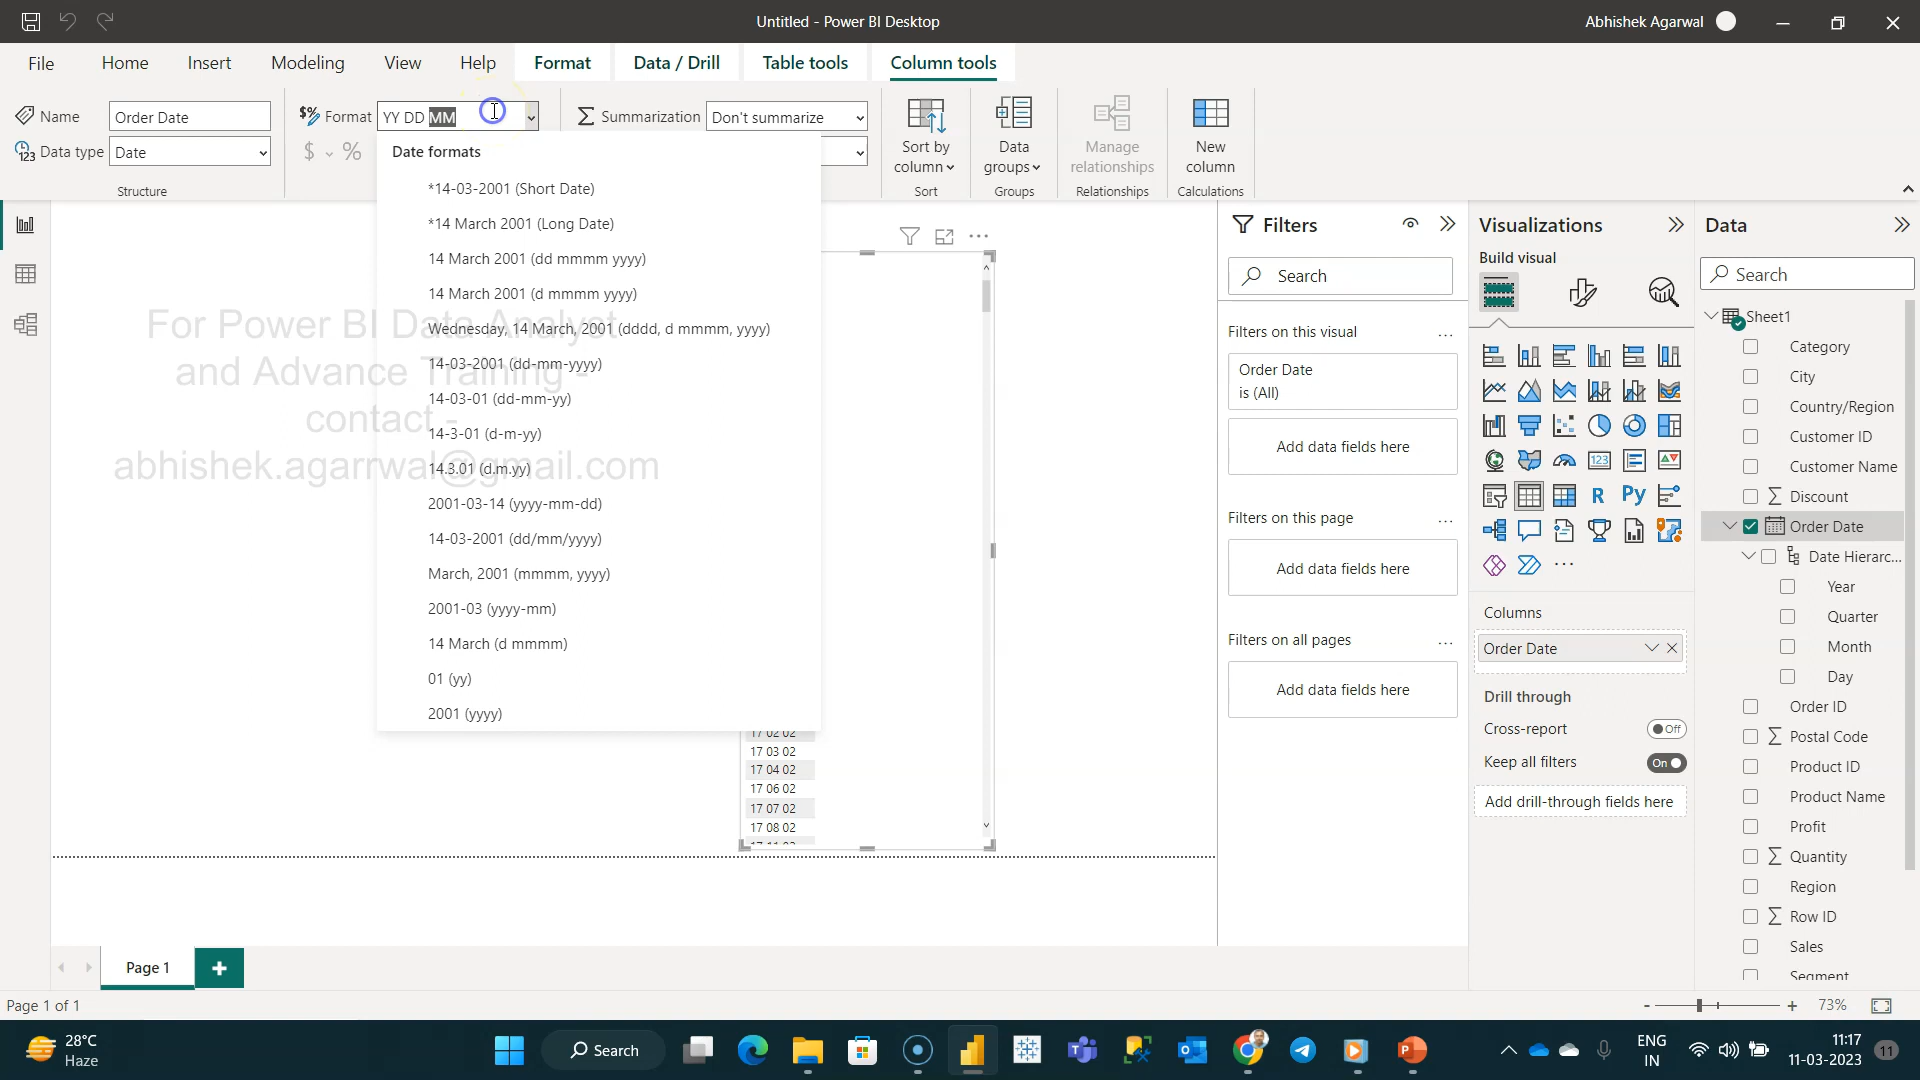 Untitled - Power BI Desktop
Abhishek Agarwal
File Home Insert Modeling View Help Format Data / Drill Table tools Column tools
Name Order Date
Data type Date
Structure
Format YY DD MM
$ %
Summarization Don't summarize
Sort by column
Sort
Data groups
Groups
Manage relationships
Relationships
New column
Calculations
Date formats
*14-03-2001 (Short Date)
*14 March 2001 (Long Date)
14 March 2001 (dd mmmm yyyy)
14 March 2001 (d mmmm yyyy)
Wednesday, 14 March, 2001 (dddd, d mmmm, yyyy)
14-03-2001 (dd-mm-yyyy)
14-03-01 (dd-mm-yy)
14-3-01 (d-m-yy)
14.3.01 (d.m.yy)
2001-03-14 (yyyy-mm-dd)
14-03-2001 (dd/mm/yyyy)
March, 2001 (mmmm, yyyy)
2001-03 (yyyy-mm)
14 March (d mmmm)
01 (yy)
2001 (yyyy)
For Power BI Data Analyst
and Advance Training -
contact -
abhishek.agarrwal@gmail.com
17 02 02
17 03 02
17 04 02
17 06 02
17 07 02
17 08 02
Filters
Search
Filters on this visual
Order Date
is (All)
Add data fields here
Filters on this page
Add data fields here
Filters on all pages
Add data fields here
Visualizations
Build visual
123
R
Py
Columns
Order Date
Drill through
Cross-report Off
Keep all filters On
Add drill-through fields here
Data
Search
Sheet1
Category
City
Country/Region
Customer ID
Customer Name
Discount
Order Date
Date Hierarc...
Year
Quarter
Month
Day
Order ID
Postal Code
Product ID
Product Name
Profit
Quantity
Region
Row ID
Sales
Segment
Page 1
Page 1 of 1
- + 73%
28°C
Haze
Search
ENG
IN
11:17
11-03-2023
11